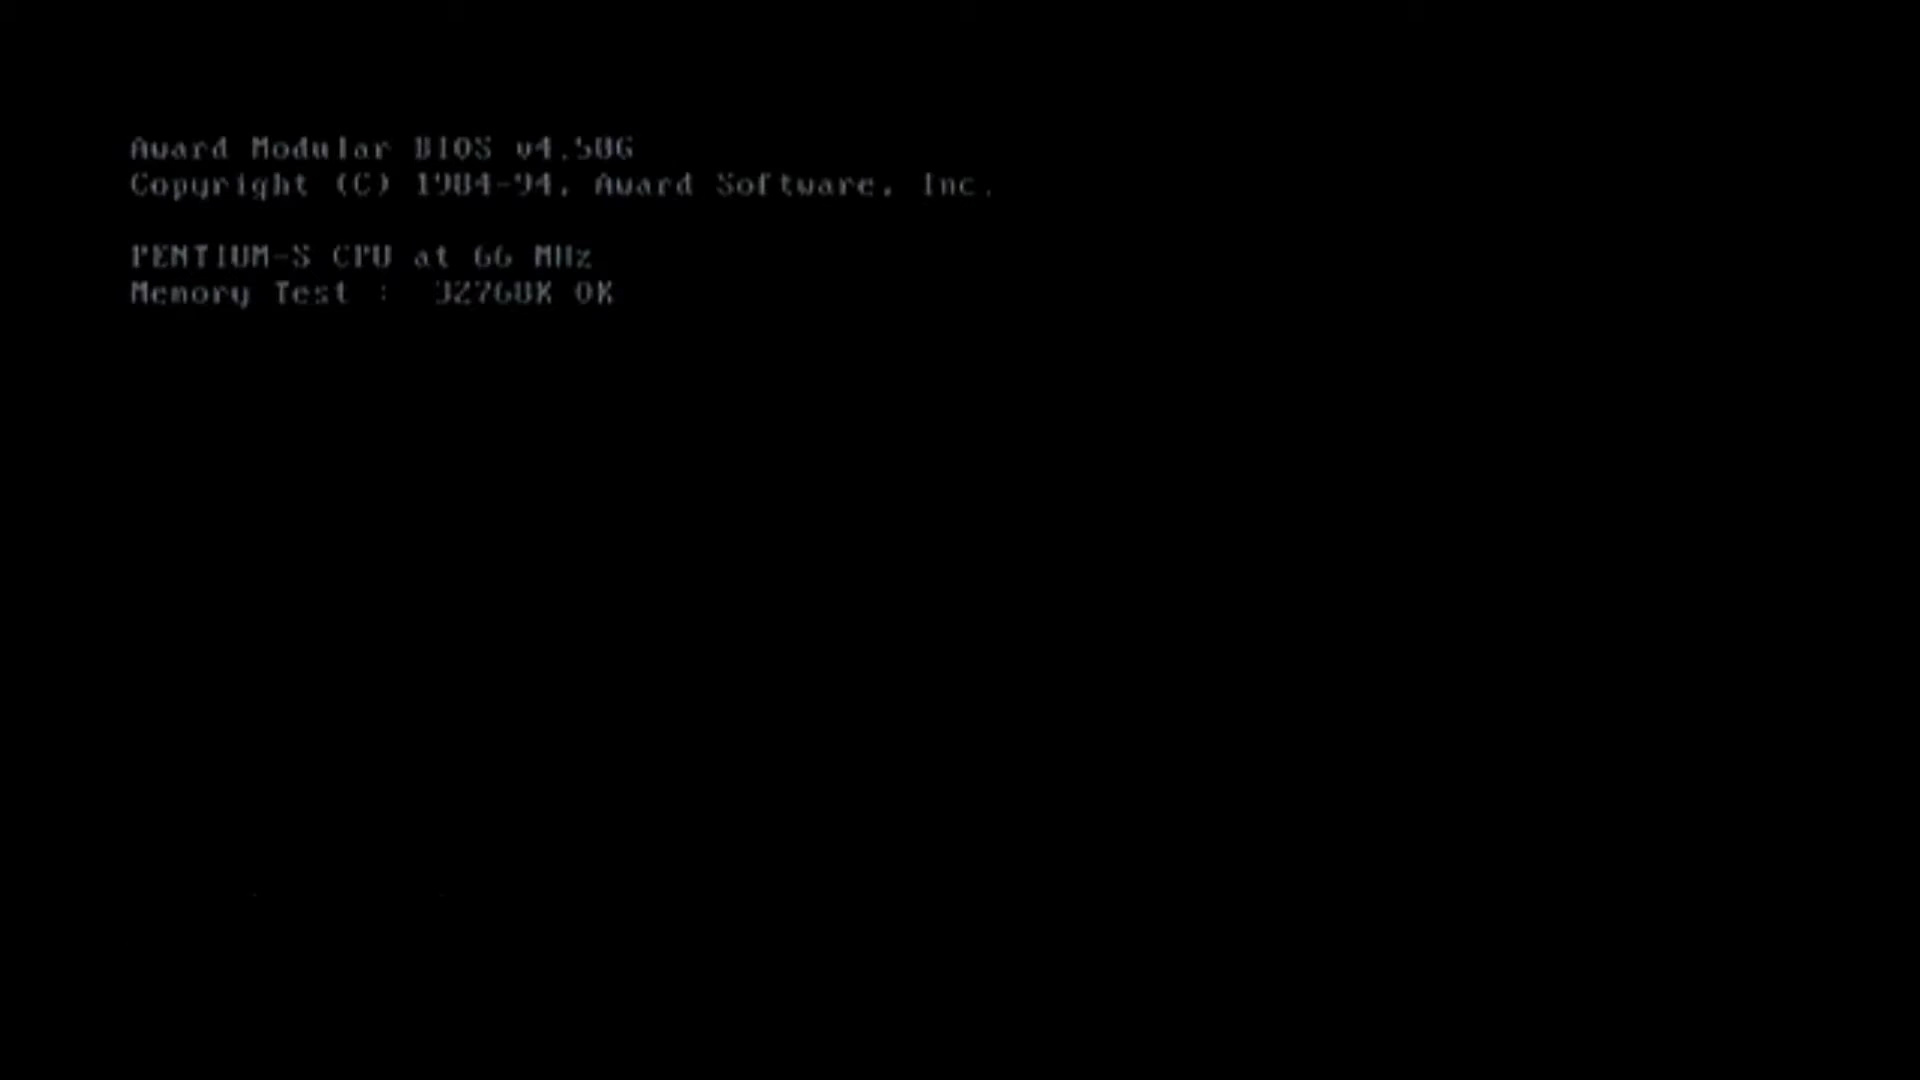 Award Modular BIOS v4.50G
Copyright (C) 1984-94, Award Software, Inc.
PENTIUM-S CPU at 66 MHz
Memory Test :  32768K OK